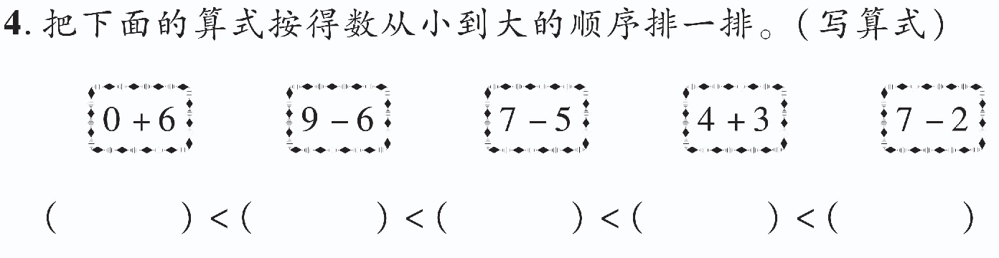 4. 把下面的算式按得数从小到大的顺序排一排。(写算式)
0 + 6 9 - 6 7 - 5 4 + 3 7 - 2
( ) < ( ) < ( ) < ( ) < ( )